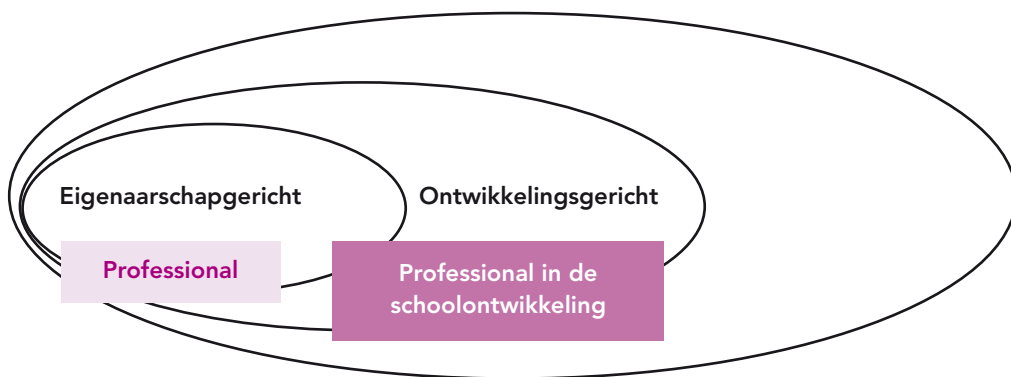 Eigenaarschapgericht
Ontwikkelingsgericht
Professional
Professional in de
schoolontwikkeling